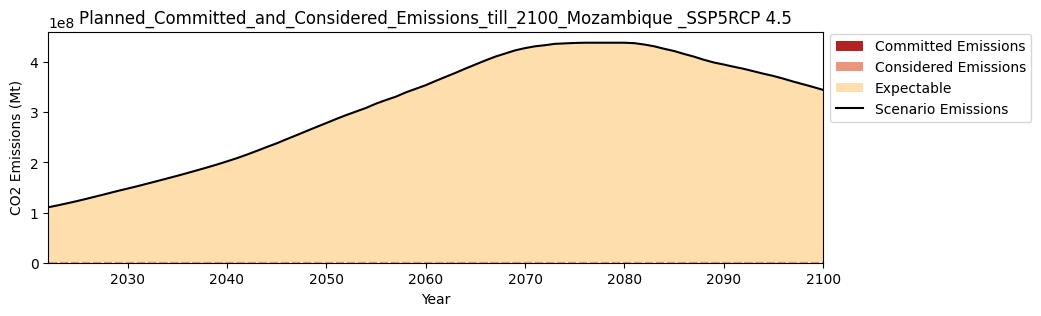 Planned_Committed_and_Considered_Emissions_till_2100_Mozambique _SSP5RCP 4.5
1e8
CO2 Emissions (Mt)
4
3
2
1
0
2030 2040 2050 2060 2070 2080 2090 2100
Year
Committed Emissions
Considered Emissions
Expectable
Scenario Emissions